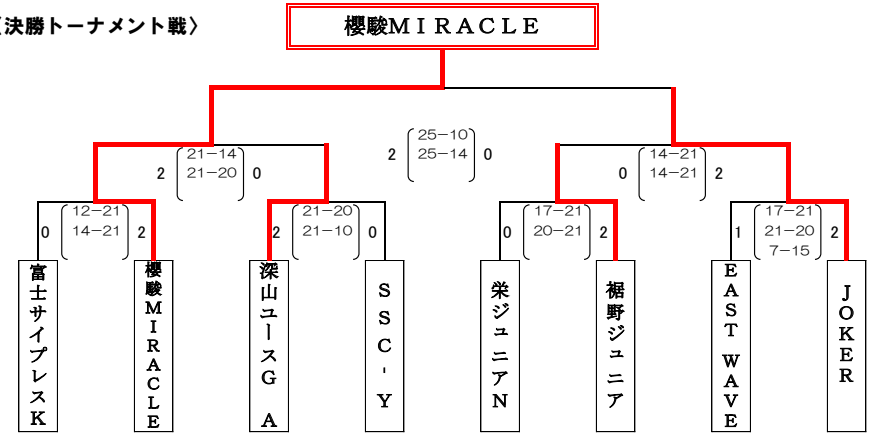 〈決勝トーナメント戦〉
櫻駿ＭＩＲＡＣＬＥ
25－10
2 25－14 0
21－14
2 21－20 0
14－21
0 14－21 2
12－21
0 14－21 2
21－20
2 21－10 0
17－21
0 20－21 2
17－21
1 21－20 2
7－15
富士サイプレスＫ
櫻駿ＭＩＲＡＣＬＥ
深山ユースＧ　Ａ
ＳＳＣ-Ｙ
栄ジュニアＮ
裾野ジュニア
ＥＡＳＴ　ＷＡＶＥ
ＪＯＫＥＲ